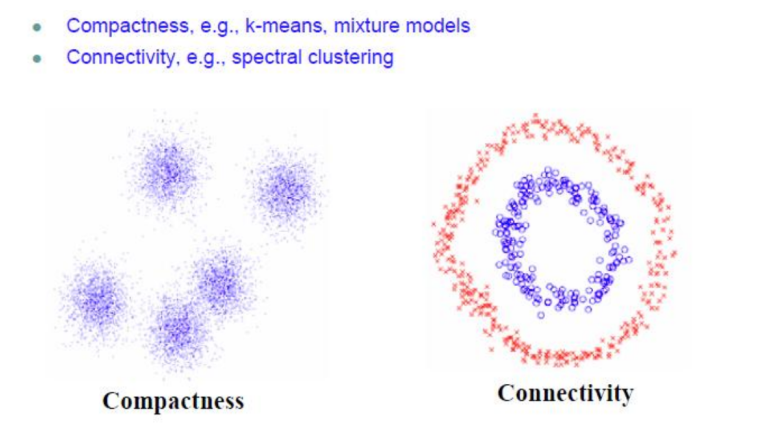 Compactness, e.g., k-means, mixture models
Connectivity, e.g., spectral clustering
Compactness
Connectivity